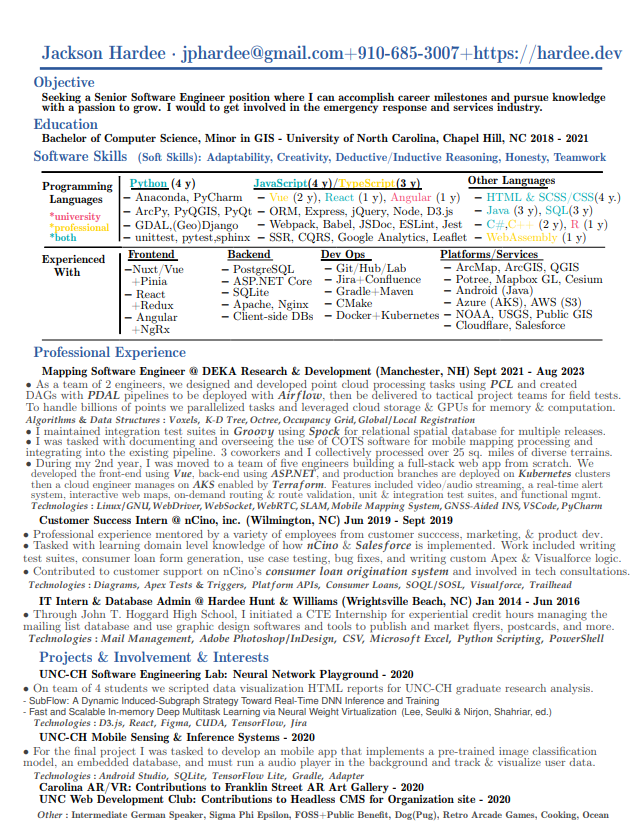 Jackson Hardee · jphardee@gmail.com+910-685-3007+https://hardee.dev
Objective
Seeking a Senior Software Engineer position where I can accomplish career milestones and pursue knowledge
with a passion to grow. I would to get involved in the emergency response and services industry.
Education
Bachelor of Computer Science, Minor in GIS - University of North Carolina, Chapel Hill, NC 2018 - 2021
Software Skills (Soft Skills): Adaptability, Creativity, Deductive/Inductive Reasoning, Honesty, Teamwork
Programming Languages
*university
*professional
*both
Python (4 y)
– Anaconda, PyCharm
– ArcPy, PyQGIS, PyQt
– GDAL,(Geo)Django
– unittest, pytest,sphinx
JavaScript(4 y)/TypeScript(3 y)
– Vue (2 y), React (1 y), Angular (1 y)
– ORM, Express, jQuery, Node, D3.js
– Webpack, Babel, JSDoc, ESLint, Jest
– SSR, CQRS, Google Analytics, Leaflet
Other Languages
– HTML & SCSS/CSS(4 y.)
– Java (3 y), SQL(3 y)
– C#,C++ (2 y), R (1 y)
– WebAssembly (1 y)
Experienced
With
Frontend
–Nuxt/Vue
+Pinia
– React
+Redux
– Angular
+NgRx
Backend
– PostgreSQL
– ASP.NET Core
– SQLite
– Apache, Nginx
– Client-side DBs
Dev Ops
– Git/Hub/Lab
– Jira+Confluence
– Gradle+Maven
– CMake
– Docker+Kubernetes
Platforms/Services
– ArcMap, ArcGIS, QGIS
– Potree, Mapbox GL, Cesium
– Android (Java)
– Azure (AKS), AWS (S3)
– NOAA, USGS, Public GIS
– Cloudflare, Salesforce
Professional Experience
Mapping Software Engineer @ DEKA Research & Development (Manchester, NH) Sept 2021 - Aug 2023
• As a team of 2 engineers, we designed and developed point cloud processing tasks using PCL and created
DAGs with PDAL pipelines to be deployed with Airflow, then be delivered to tactical project teams for field tests.
To handle billions of points we parallelized tasks and leveraged cloud storage & GPUs for memory & computation.
Algorithms & Data Structures : Voxels, K-D Tree, Octree, Occupancy Grid, Global/Local Registration
• I maintained integration test suites in Groovy using Spock for relational spatial database for multiple releases.
• I was tasked with documenting and overseeing the use of COTS software for mobile mapping processing and
integrating into the existing pipeline. 3 coworkers and I collectively processed over 25 sq. miles of diverse terrains.
• During my 2nd year, I was moved to a team of five engineers building a full-stack web app from scratch. We
developed the front-end using Vue, back-end using ASP.NET, and production branches are deployed on Kubernetes clusters
then a cloud engineer manages on AKS enabled by Terraform. Features included video/audio streaming, a real-time alert
system, interactive web maps, on-demand routing & route validation, unit & integration test suites, and functional mgmt.
Technologies : Linux/GNU, WebDriver, WebSocket, WebRTC, SLAM, Mobile Mapping System, GNSS-Aided INS, VSCode, PyCharm
Customer Success Intern @ nCino, inc. (Wilmington, NC) Jun 2019 - Sept 2019
• Professional experience mentored by a variety of employees from customer succcess, marketing, & product dev.
• Tasked with learning domain level knowledge of how nCino & Salesforce is implemented. Work included writing
test suites, consumer loan form generation, use case testing, bug fixes, and writing custom Apex & Visualforce logic.
• Contributed to customer support on nCino's consumer loan origination system and involved in tech consultations.
Technologies : Diagrams, Apex Tests & Triggers, Platform APIs, Consumer Loans, SOQL/SOSL, Visualforce, Trailhead
IT Intern & Database Admin @ Hardee Hunt & Williams (Wrightsville Beach, NC) Jan 2014 - Jun 2016
• Through John T. Hoggard High School, I initiated a CTE Internship for experiential credit hours managing the
mailing list database and use graphic design softwares and tools to publish and market flyers, postcards, and more.
Technologies : Mail Management, Adobe Photoshop/InDesign, CSV, Microsoft Excel, Python Scripting, PowerShell
Projects & Involvement & Interests
UNC-CH Software Engineering Lab: Neural Network Playground - 2020
• On team of 4 students we scripted data visualization HTML reports for UNC-CH graduate research analysis.
- SubFlow: A Dynamic Induced-Subgraph Strategy Toward Real-Time DNN Inference and Training
- Fast and Scalable In-memory Deep Multitask Learning via Neural Weight Virtualization (Lee, Seulki & Nirjon, Shahriar, ed.)
Technologies : D3.js, React, Figma, CUDA, TensorFlow, Jira
UNC-CH Mobile Sensing & Inference Systems - 2020
• For the final project I was tasked to develop an mobile app that implements a pre-trained image classification
model, an embedded database, and must run a audio player in the background and track & visualize user data.
Technologies : Android Studio, SQLite, TensorFlow Lite, Gradle, Adapter
Carolina AR/VR: Contributions to Franklin Street AR Art Gallery - 2020
UNC Web Development Club: Contributions to Headless CMS for Organization site - 2020
Other : Intermediate German Speaker, Sigma Phi Epsilon, FOSS+Public Benefit, Dog(Pug), Retro Arcade Games, Cooking, Ocean